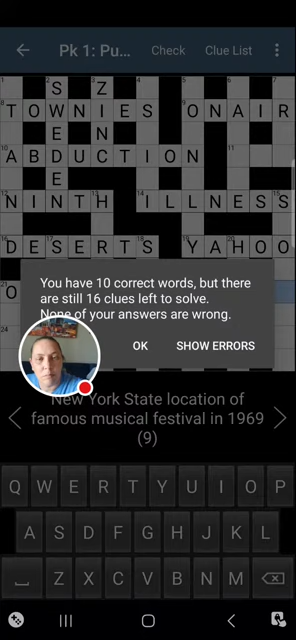 Pk 1: Pu... Check Clue List
S Z
TOWNIES ONAIR
E N
ABDUCTION
E
NINTH ILLNESS
DESERTS YAHOO
You have 10 correct words, but there
are still 16 clues left to solve.
None of your answers are wrong.
O
OK SHOW ERRORS
New York State location of
famous musical festival in 1969
(9)
Q W E R T Y U I O P
A S D F G H J K L
Z X C V B N M